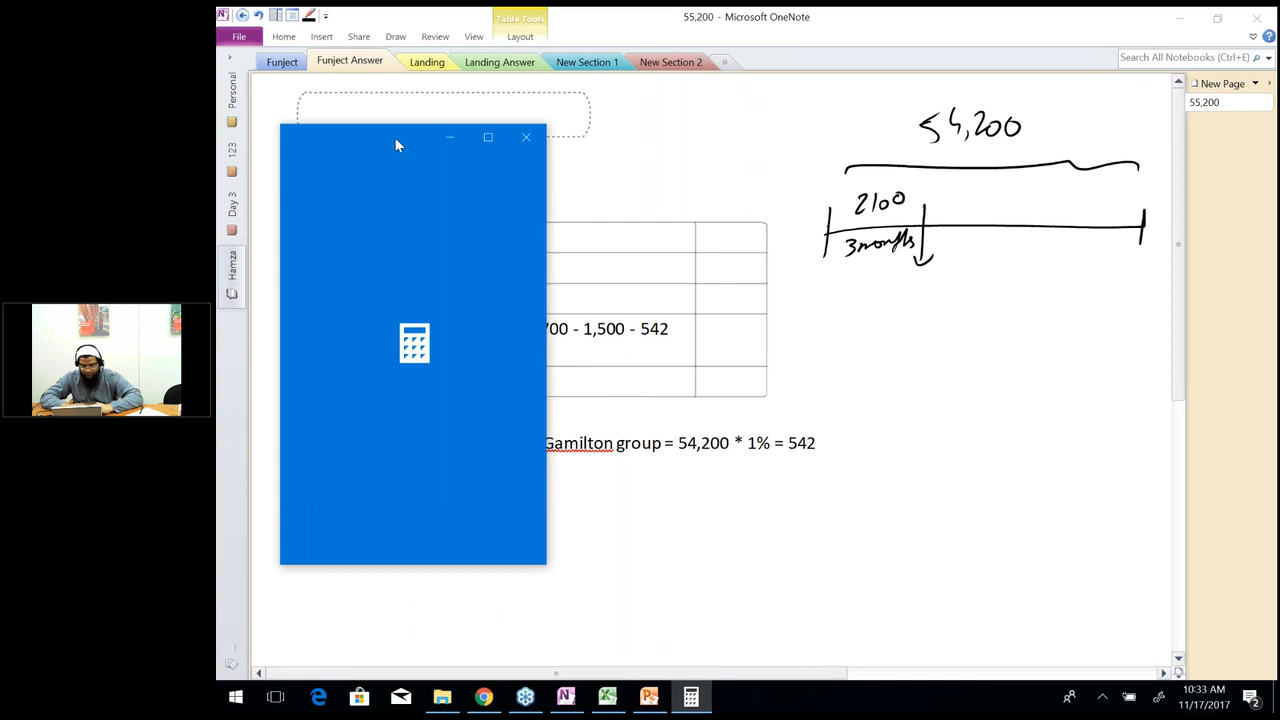 Table Tools
55,200 - Microsoft OneNote
File Home Insert Share Draw Review View Layout
Funject Funject Answer Landing Landing Answer New Section 1 New Section 2
Search All Notebooks (Ctrl+E)
New Page
55,200
Personal
123
Day 3
Hamza
54,200
2100
3 months
700 - 1,500 - 542
Gamilton group = 54,200 * 1% = 542
10:33 AM
11/17/2017
2